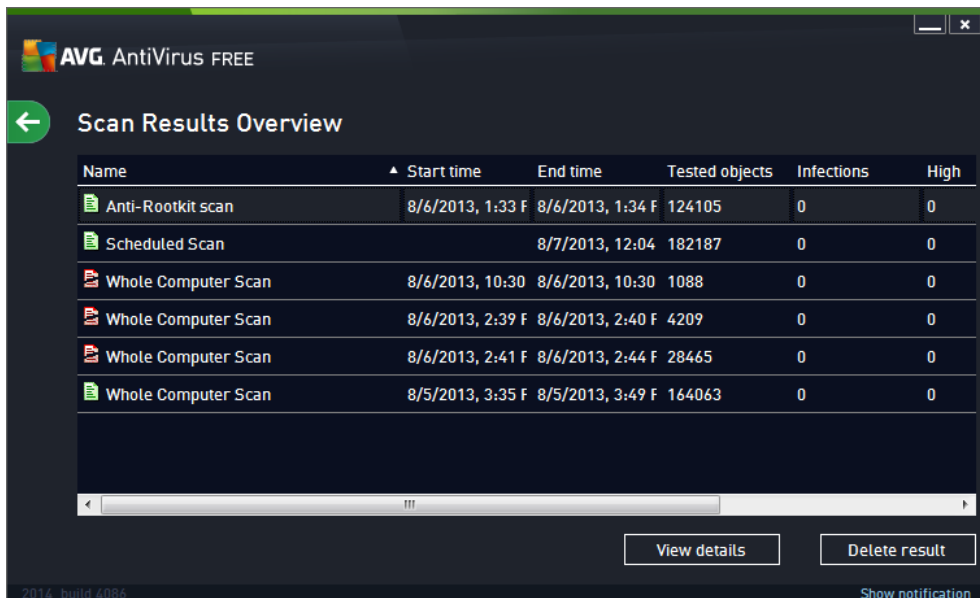 AVG. AntiVirus FREE
Scan Results Overview
Name Start time End time Tested objects Infections High
Anti-Rootkit scan 8/6/2013, 1:33 P 8/6/2013, 1:34 P 124105 0 0
Scheduled Scan 8/7/2013, 12:04 182187 0 0
Whole Computer Scan 8/6/2013, 10:30 8/6/2013, 10:30 1088 0 0
Whole Computer Scan 8/6/2013, 2:39 P 8/6/2013, 2:40 P 4209 0 0
Whole Computer Scan 8/6/2013, 2:41 P 8/6/2013, 2:44 P 28465 0 0
Whole Computer Scan 8/5/2013, 3:35 P 8/5/2013, 3:49 P 164063 0 0
View details Delete result
2014 build 4086 Show notification